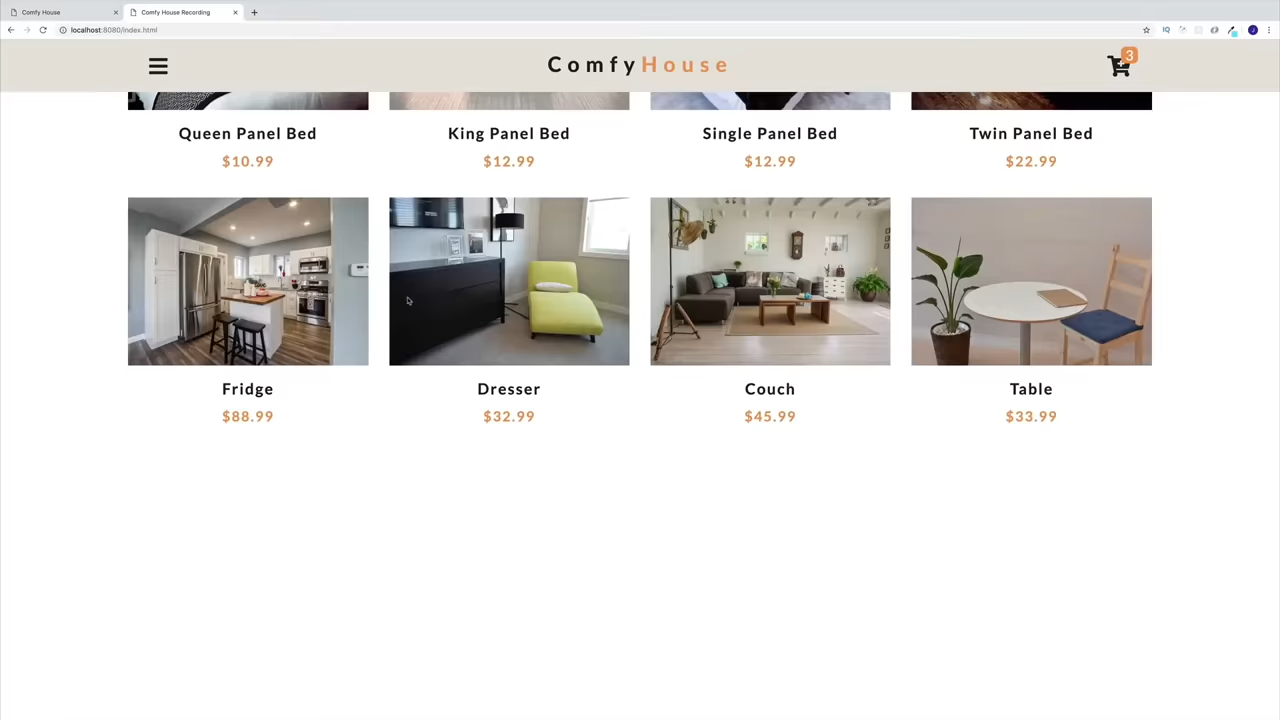 Comfy House
Comfy House Recording
localhost:8080/index.html
ComfyHouse
3
Queen Panel Bed
King Panel Bed
Single Panel Bed
Twin Panel Bed
$10.99
$12.99
$12.99
$22.99
Fridge
Dresser
Couch
Table
$88.99
$32.99
$45.99
$33.99